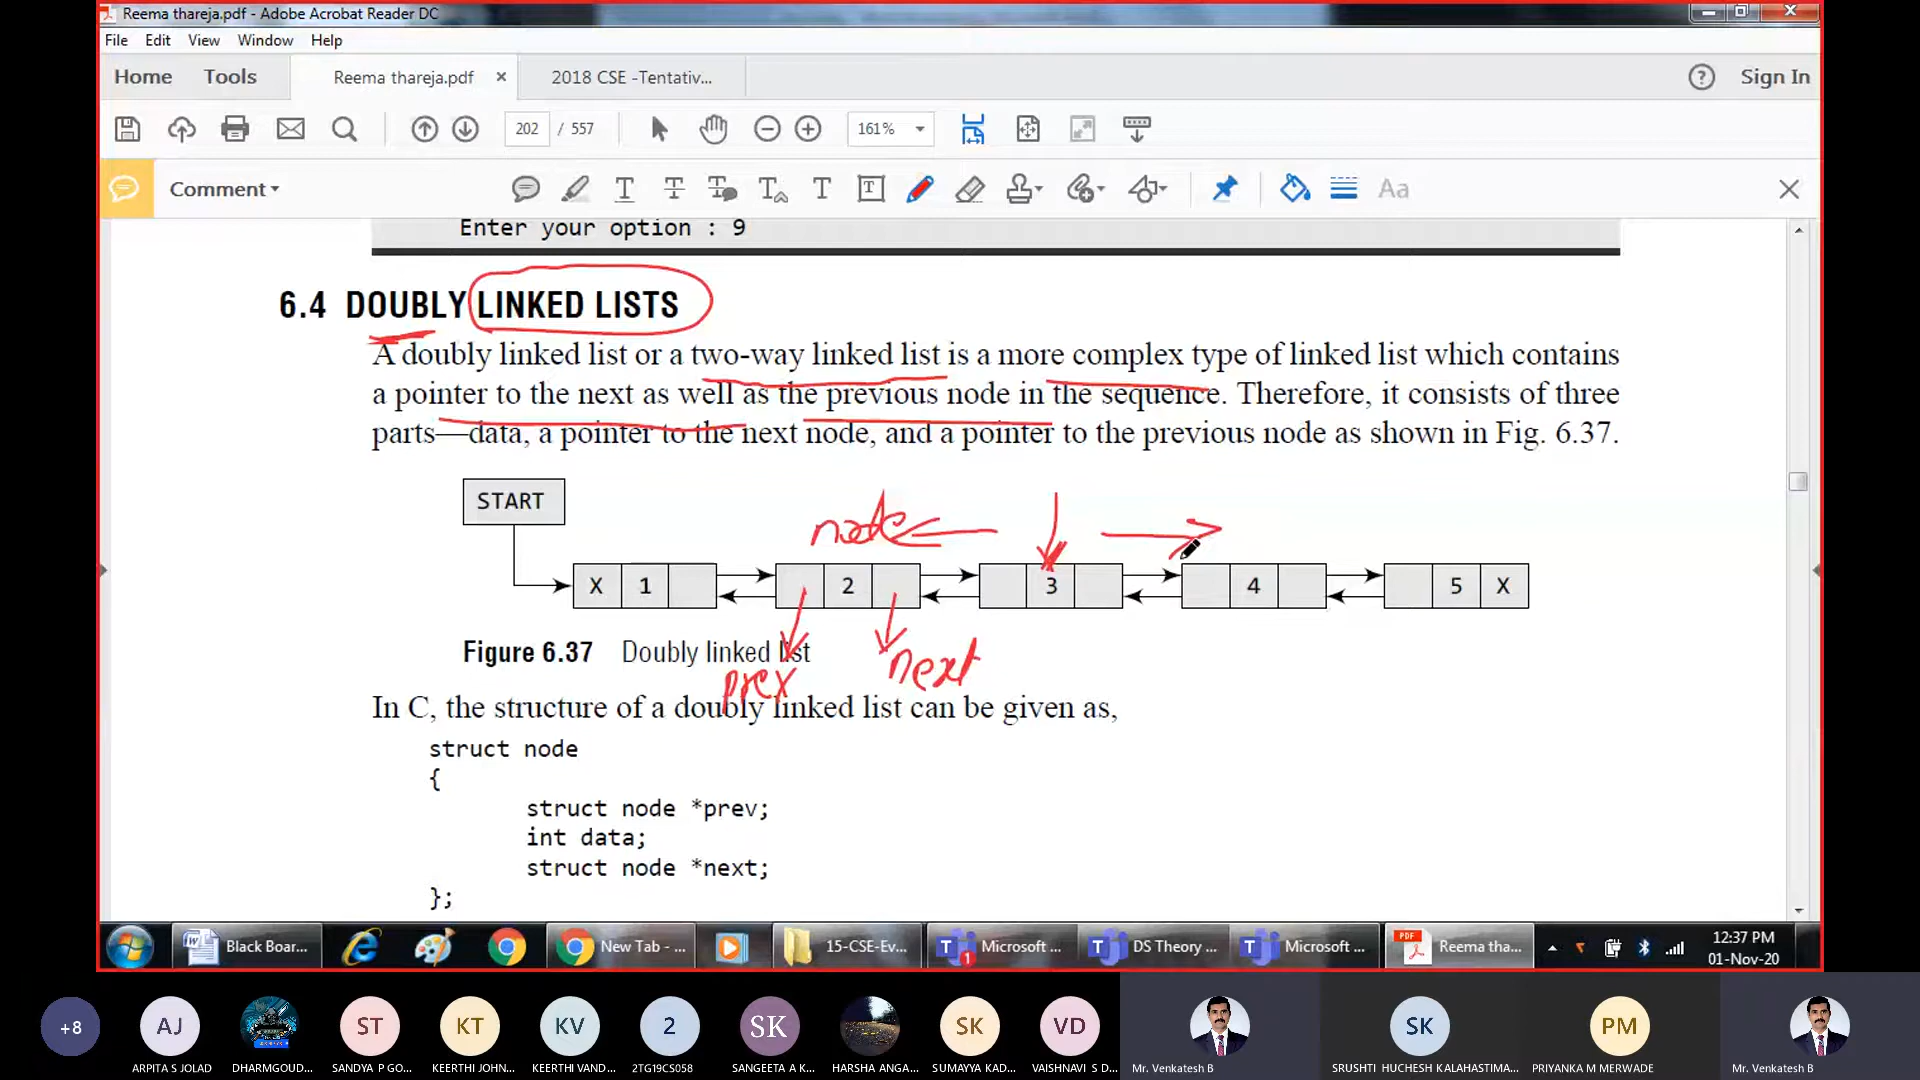 Reema thareja.pdf - Adobe Acrobat Reader DC
File Edit View Window Help
Home Tools Reema thareja.pdf × 2018 CSE -Tentativ... Sign In
202 / 557 161%
Comment Aa
Enter your option : 9
6.4 DOUBLY LINKED LISTS
A doubly linked list or a two-way linked list is a more complex type of linked list which contains
a pointer to the next as well as the previous node in the sequence. Therefore, it consists of three
parts—data, a pointer to the next node, and a pointer to the previous node as shown in Fig. 6.37.
START
node
X 1 2 3 4 5 X
Figure 6.37 Doubly linked list
prev next
In C, the structure of a doubly linked list can be given as,
struct node
{
struct node *prev;
int data;
struct node *next;
};
Black Boar... New Tab - ... 15-CSE-Ev... Microsoft ... DS Theory ... Microsoft ... Reema tha... 12:37 PM
01-Nov-20
+8 AJ ST KT KV 2 SK SK VD SK PM
ARPITA S JOLAD DHARMGOUD... SANDYA P GO... KEERTHI JOHN... KEERTHI VAND... 2TG19CS058 SANGEETA A K... HARSHA ANGA... SUMAYYA KAD... VAISHNAVI S D... Mr. Venkatesh B SRUSHTI HUCHESH KALAHASTIMA... PRIYANKA M MERWADE Mr. Venkatesh B